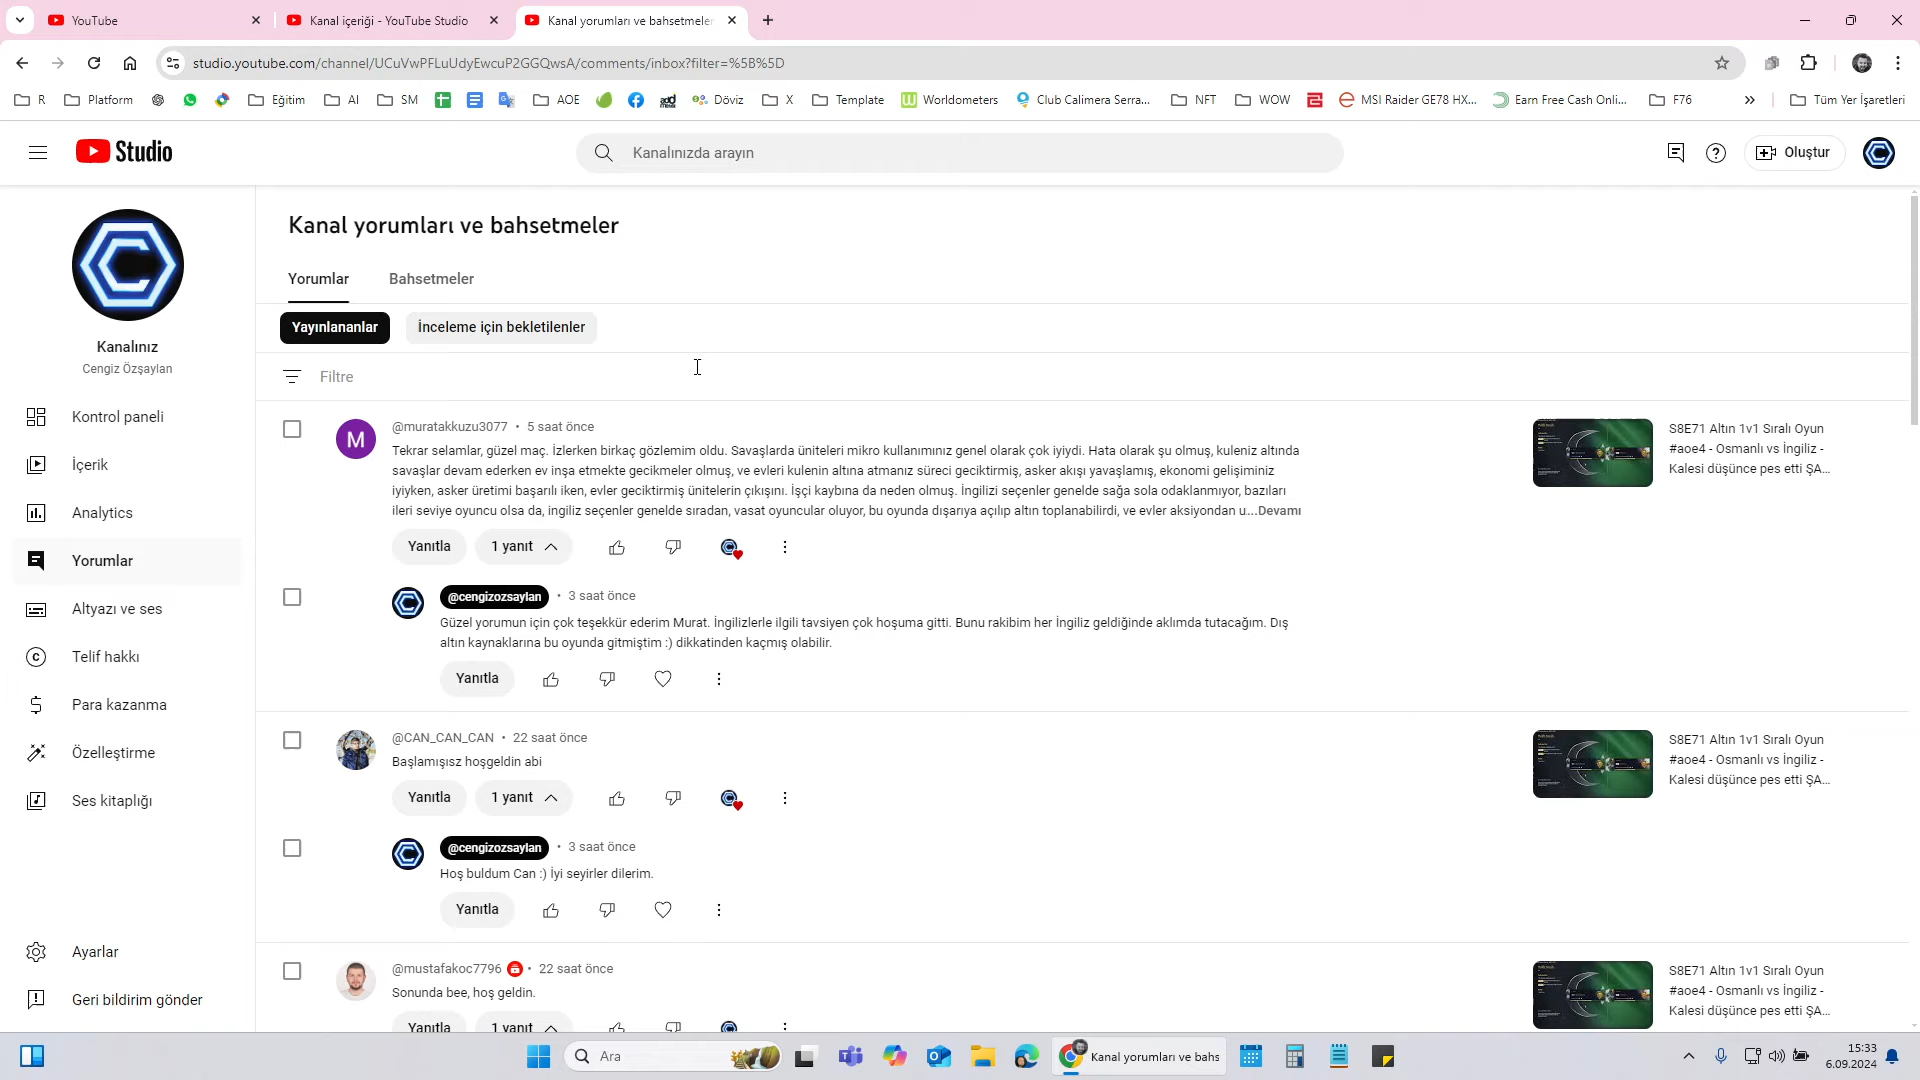 YouTube
Kanal içeriği - YouTube Studio
Kanal yorumları ve bahsetmeler
studio.youtube.com/channel/UCuVwPFLuUdyEwcuP2GGQwsA/comments/inbox?filter=%5B%5D
R
Platform
Eğitim
AI
SM
AOE
Döviz
X
Template
Worldometers
Club Calimera Serra...
NFT
WOW
MSI Raider GE78 HX...
Earn Free Cash Onli...
F76
»
Tüm Yer İşaretleri
Studio
Kanalınızda arayın
Oluştur
Kanalınız
Cengiz Özşaylan
Kontrol paneli
İçerik
Analytics
Yorumlar
Altyazı ve ses
Telif hakkı
Para kazanma
Özelleştirme
Ses kitaplığı
Ayarlar
Geri bildirim gönder
Kanal yorumları ve bahsetmeler
Yorumlar
Bahsetmeler
Yayınlananlar
İnceleme için bekletilenler
Filtre
M
@muratakkuzu3077 • 5 saat önce
Tekrar selamlar, güzel maç. İzlerken birkaç gözlemim oldu. Savaşlarda üniteleri mikro kullanımınız genel olarak çok iyiydi. Hata olarak şu olmuş, kuleniz altında
savaşlar devam ederken ev inşa etmekte gecikmeler olmuş, ve evleri kulenin altına atmanız süreci geciktirmiş, asker akışı yavaşlamış, ekonomi gelişiminiz
iyiyken, asker üretimi başarılı iken, evler geciktirmiş ünitelerin çıkışını. İşçi kaybına da neden olmuş. İngilizi seçenler genelde sağa sola odaklanmıyor, bazıları
ileri seviye oyuncu olsa da, ingiliz seçenler genelde sıradan, vasat oyuncular oluyor, bu oyunda dışarıya açılıp altın toplanabilirdi, ve evler aksiyondan u...Devamı
Yanıtla
1 yanıt
S8E71 Altın 1v1 Sıralı Oyun
#aoe4 - Osmanlı vs İngiliz -
Kalesi düşünce pes etti ŞA...
@cengizozsaylan • 3 saat önce
Güzel yorumun için çok teşekkür ederim Murat. İngilizlerle ilgili tavsiyen çok hoşuma gitti. Bunu rakibim her İngiliz geldiğinde aklımda tutacağım. Dış
altın kaynaklarına bu oyunda gitmiştim :) dikkatinden kaçmış olabilir.
Yanıtla
@CAN_CAN_CAN • 22 saat önce
Başlamışısz hoşgeldin abi
Yanıtla
1 yanıt
S8E71 Altın 1v1 Sıralı Oyun
#aoe4 - Osmanlı vs İngiliz -
Kalesi düşünce pes etti ŞA...
@cengizozsaylan • 3 saat önce
Hoş buldum Can :) İyi seyirler dilerim.
Yanıtla
@mustafakoc7796 • 22 saat önce
Sonunda bee, hoş geldin.
Yanıtla
1 yanıt
S8E71 Altın 1v1 Sıralı Oyun
#aoe4 - Osmanlı vs İngiliz -
Kalesi düşünce pes etti ŞA...
Ara
Kanal yorumları ve bahs
15:33
6.09.2024